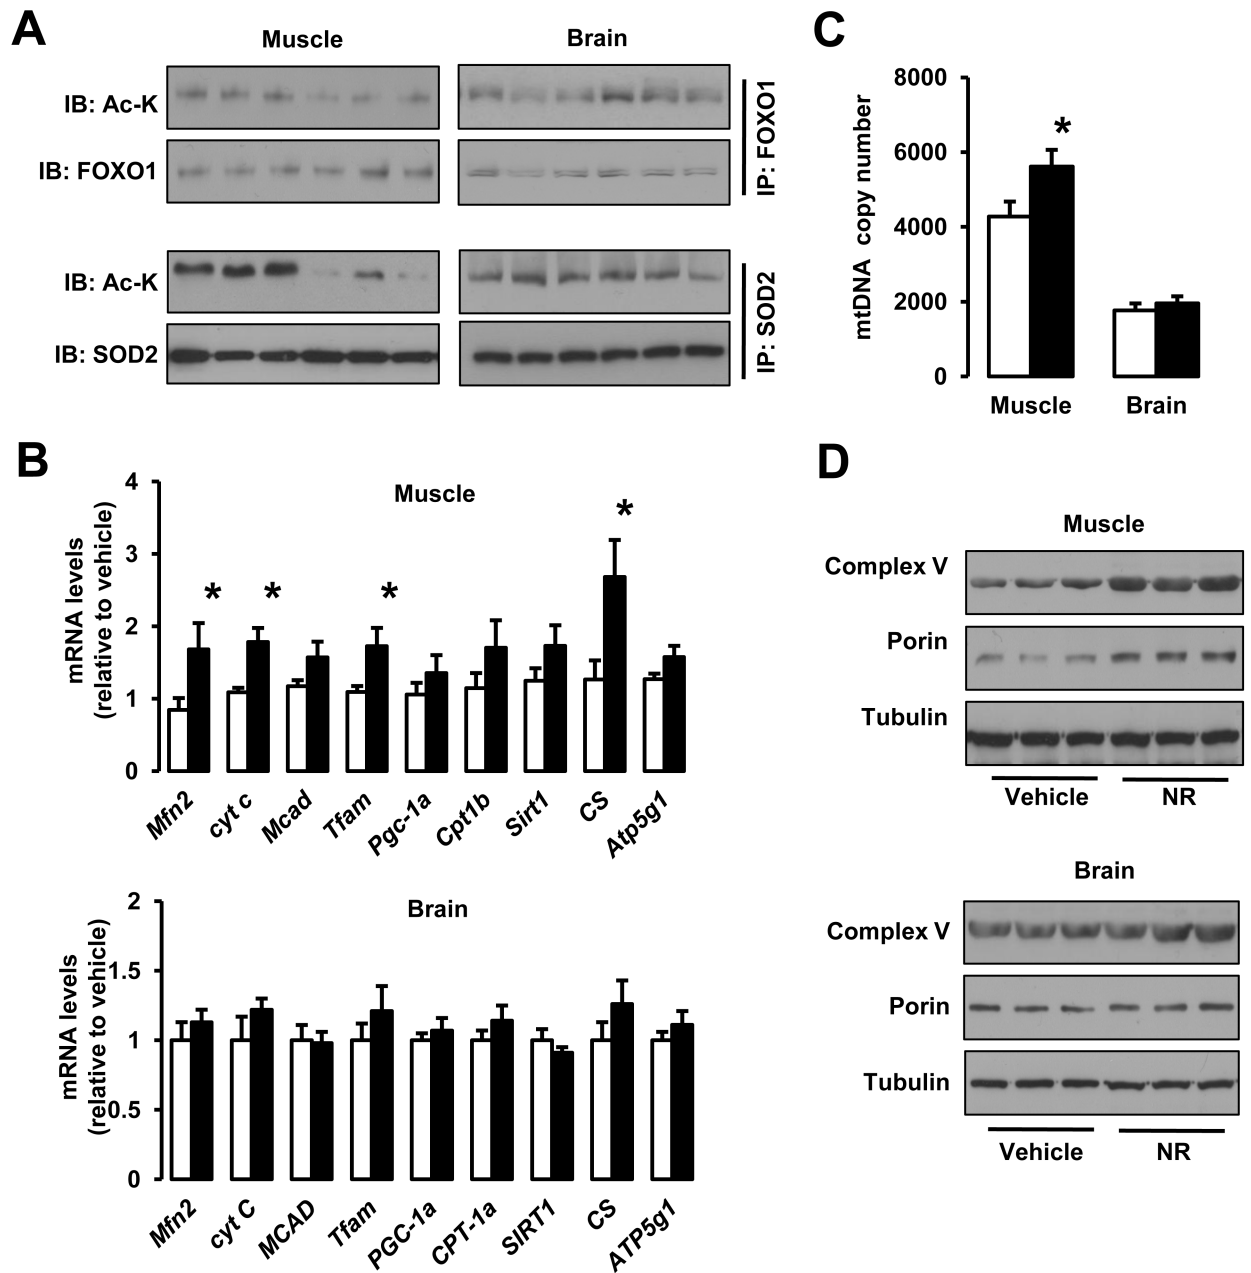 A
Muscle
Brain
IB: Ac-K
IB: FOXO1
IP: FOXO1
IB: Ac-K
IB: SOD2
IP: SOD2
B
Muscle
mRNA levels
(relative to vehicle)
4
3
2
1
0
*
*
*
*
Mfn2
cyt c
Mcad
Tfam
Pgc-1a
Cpt1b
Sirt1
CS
Atp5g1
Brain
mRNA levels
(relative to vehicle)
2
1.5
1
0.5
0
Mfn2
cyt C
MCAD
Tfam
PGC-1a
CPT-1a
SIRT1
CS
ATP5g1
C
mtDNA copy number
8000
6000
4000
2000
0
*
Muscle
Brain
D
Muscle
Complex V
Porin
Tubulin
Vehicle
NR
Brain
Complex V
Porin
Tubulin
Vehicle
NR